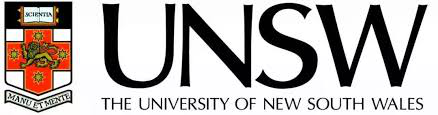 SCIENTIA
UNSW
THE UNIVERSITY OF NEW SOUTH WALES
MANU ET MENTE